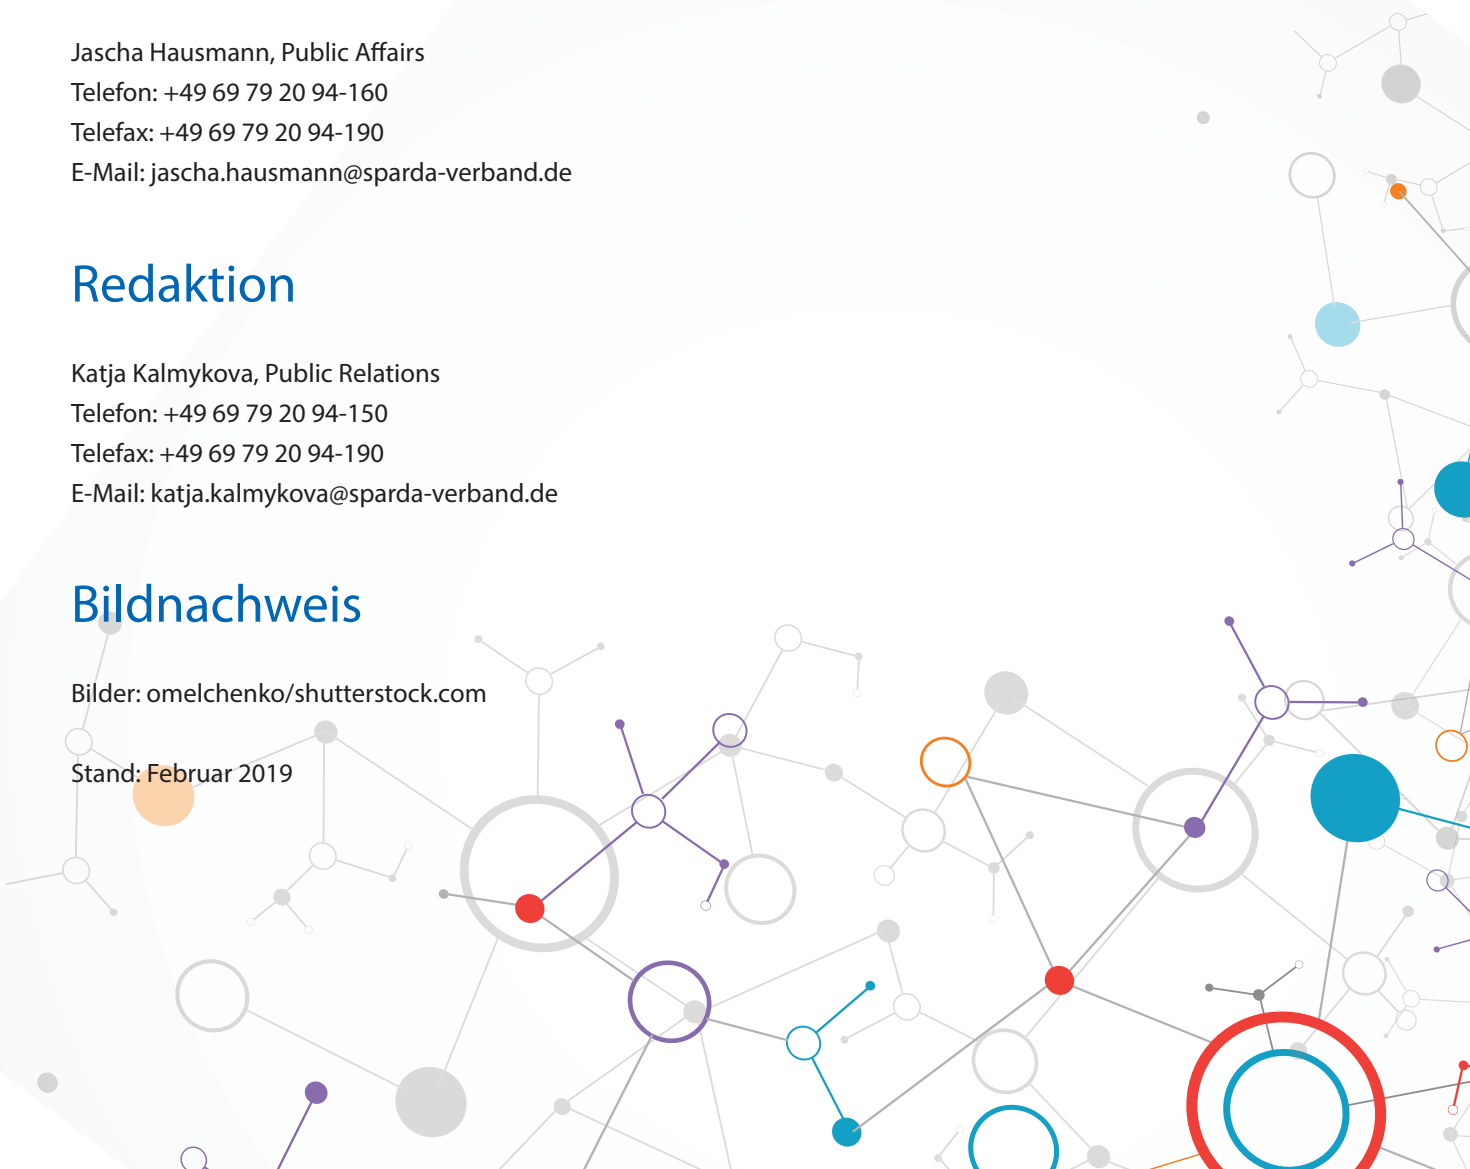 Jascha Hausmann, Public Affairs
Telefon: +49 69 79 20 94-160
Telefax: +49 69 79 20 94-190
E-Mail: jascha.hausmann@sparda-verband.de
Redaktion
Katja Kalmykova, Public Relations
Telefon: +49 69 79 20 94-150
Telefax: +49 69 79 20 94-190
E-Mail: katja.kalmykova@sparda-verband.de
Bildnachweis
Bilder: omelchenko/shutterstock.com
Stand: Februar 2019